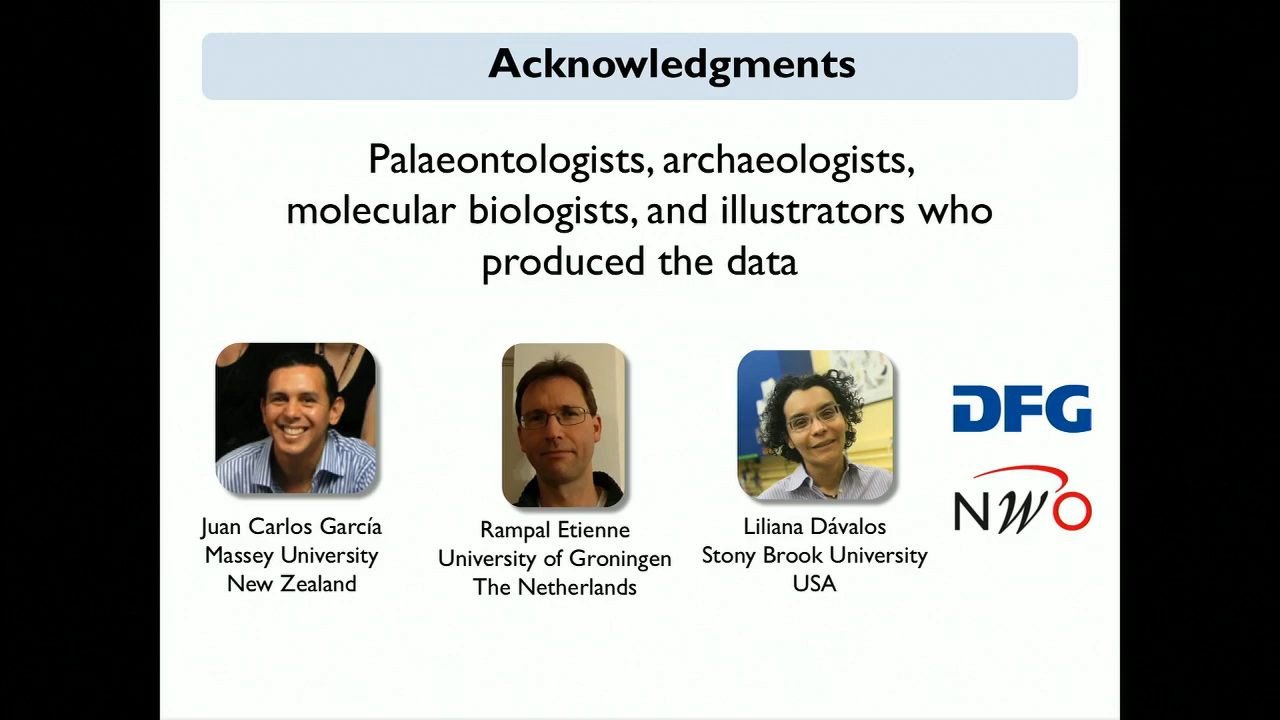 Acknowledgments
Palaeontologists, archaeologists,
molecular biologists, and illustrators who
produced the data
Juan Carlos García
Massey University
New Zealand
Rampal Etienne
University of Groningen
The Netherlands
Liliana Dávalos
Stony Brook University
USA
DFG
NWO